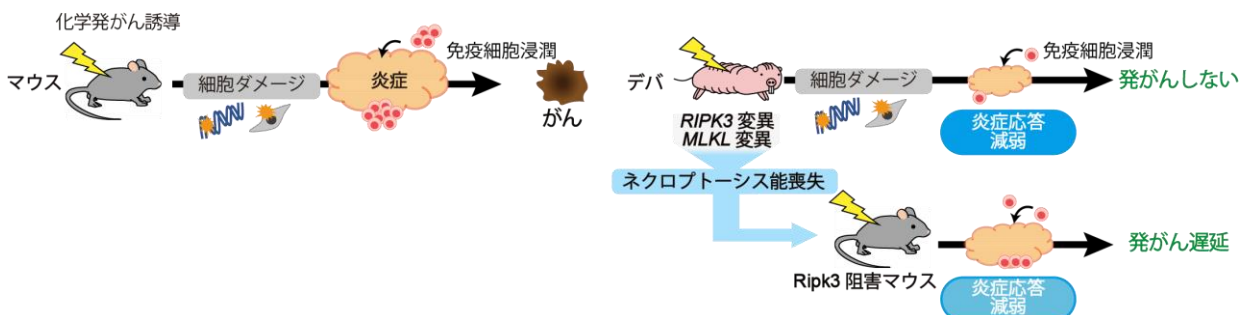 化学発がん誘導
マウス
細胞ダメージ
炎症
免疫細胞浸潤
がん
デバ
RIPK3 変異
MLKL 変異
細胞ダメージ
免疫細胞浸潤
炎症応答
減弱
発がんしない
ネクロプトーシス能喪失
Ripk3 阻害マウス
炎症応答
減弱
発がん遅延